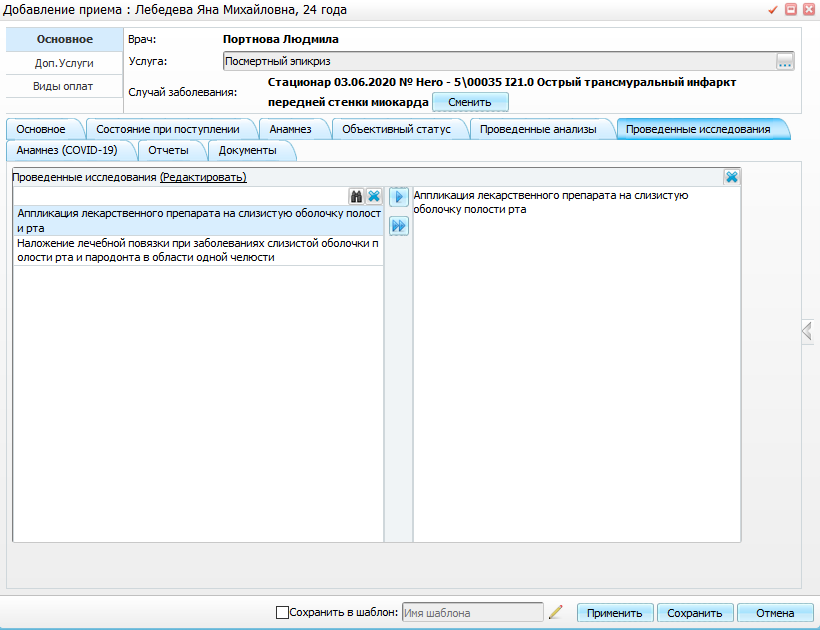 Добавление приема : Лебедева Яна Михайловна, 24 года
Основное
Доп.Услуги
Виды оплат
Врач: Портнова Людмила
Услуга: Посмертный эпикриз ...
Случай заболевания: Стационар 03.06.2020 № Hero - 5\00035 I21.0 Острый трансмуральный инфаркт
передней стенки миокарда Сменить
Основное Состояние при поступлении Анамнез Объективный статус Проведенные анализы Проведенные исследования
Анамнез (COVID-19) Отчеты Документы
Проведенные исследования (Редактировать)
Аппликация лекарственного препарата на слизистую оболочку полост
и рта
Наложение лечебной повязки при заболеваниях слизистой оболочки п
олости рта и пародонта в области одной челюсти
Аппликация лекарственного препарата на слизистую
оболочку полости рта
Сохранить в шаблон: Имя шаблона Применить Сохранить Отмена